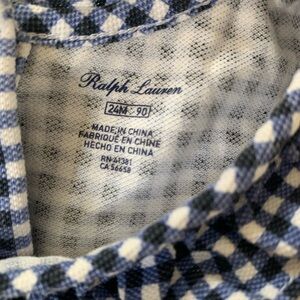 Ralph Lauren
24M 90
MADE IN CHINA
FABRIQUÉ EN CHINE
HECHO EN CHINA
RN 41381
CA 56658